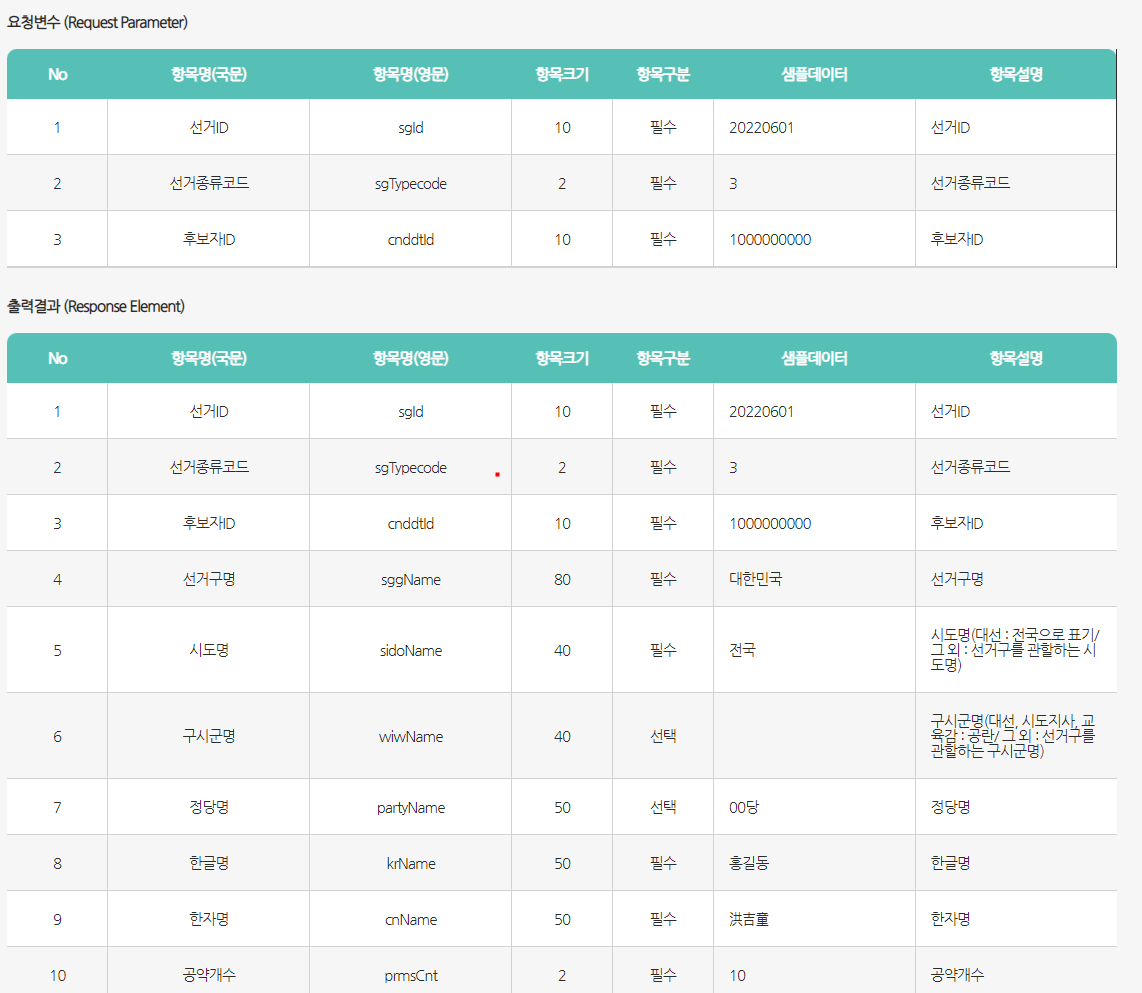 요청변수 (Request Parameter)
No 항목명(국문) 항목명(영문) 항목크기 항목구분 샘플데이터 항목설명
1 선거ID sgId 10 필수 20220601 선거ID
2 선거종류코드 sgTypecode 2 필수 3 선거종류코드
3 후보자ID cnddtId 10 필수 1000000000 후보자ID
출력결과 (Response Element)
No 항목명(국문) 항목명(영문) 항목크기 항목구분 샘플데이터 항목설명
1 선거ID sgId 10 필수 20220601 선거ID
2 선거종류코드 sgTypecode 2 필수 3 선거종류코드
3 후보자ID cnddtId 10 필수 1000000000 후보자ID
4 선거구명 sggName 80 필수 대한민국 선거구명
5 시도명 sidoName 40 필수 전국 시도명(대선 : 전국으로 표기/
그 외 : 선거구를 관할하는 시
도명)
6 구시군명 wiwName 40 선택 구시군명(대선, 시도지사, 교
육감 : 공란/ 그 외 : 선거구를
관할하는 구시군명)
7 정당명 partyName 50 선택 00당 정당명
8 한글명 krName 50 필수 홍길동 한글명
9 한자명 cnName 50 필수 洪吉童 한자명
10 공약개수 prmsCnt 2 필수 10 공약개수